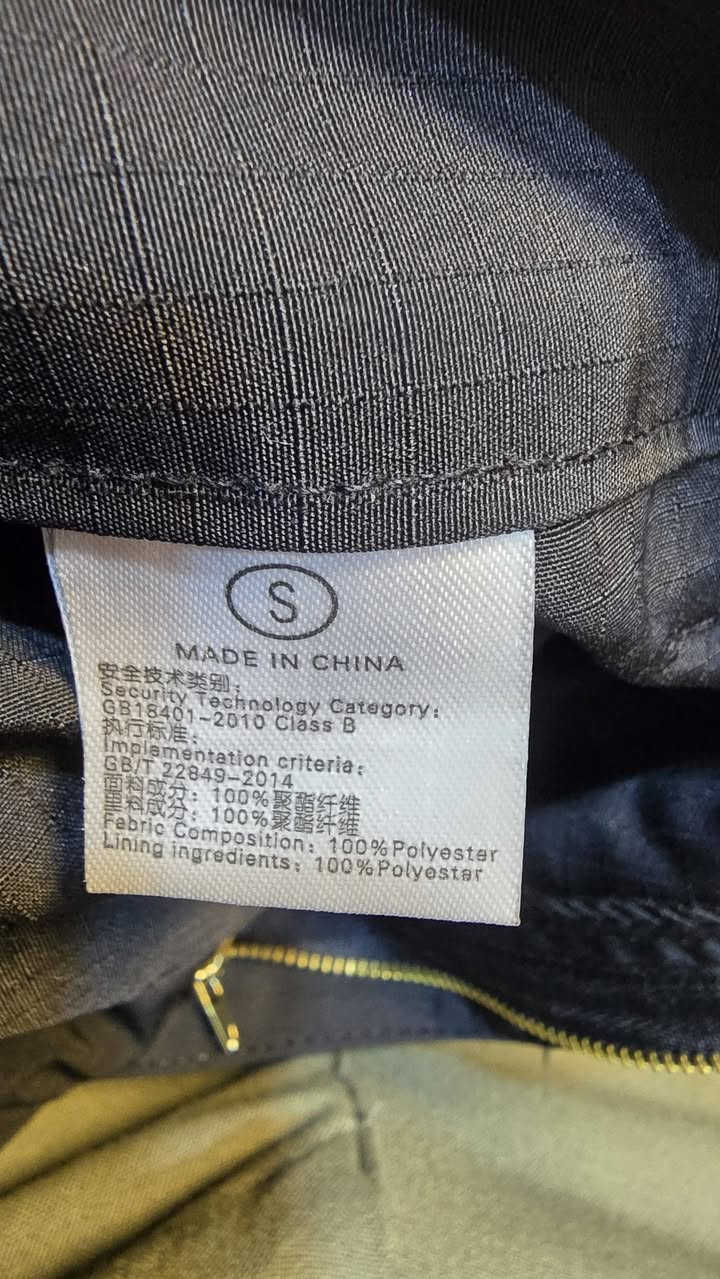 S
MADE IN CHINA
安全技术类别：
Security Technology Category:
GB18401-2010 Class B
执行标准：
Implementation criteria:
GB/T 22849-2014
面料成分：100%聚酯纤维
里料成分：100%聚酯纤维
Fabric Composition: 100%Polyester
Lining ingredients: 100%Polyester